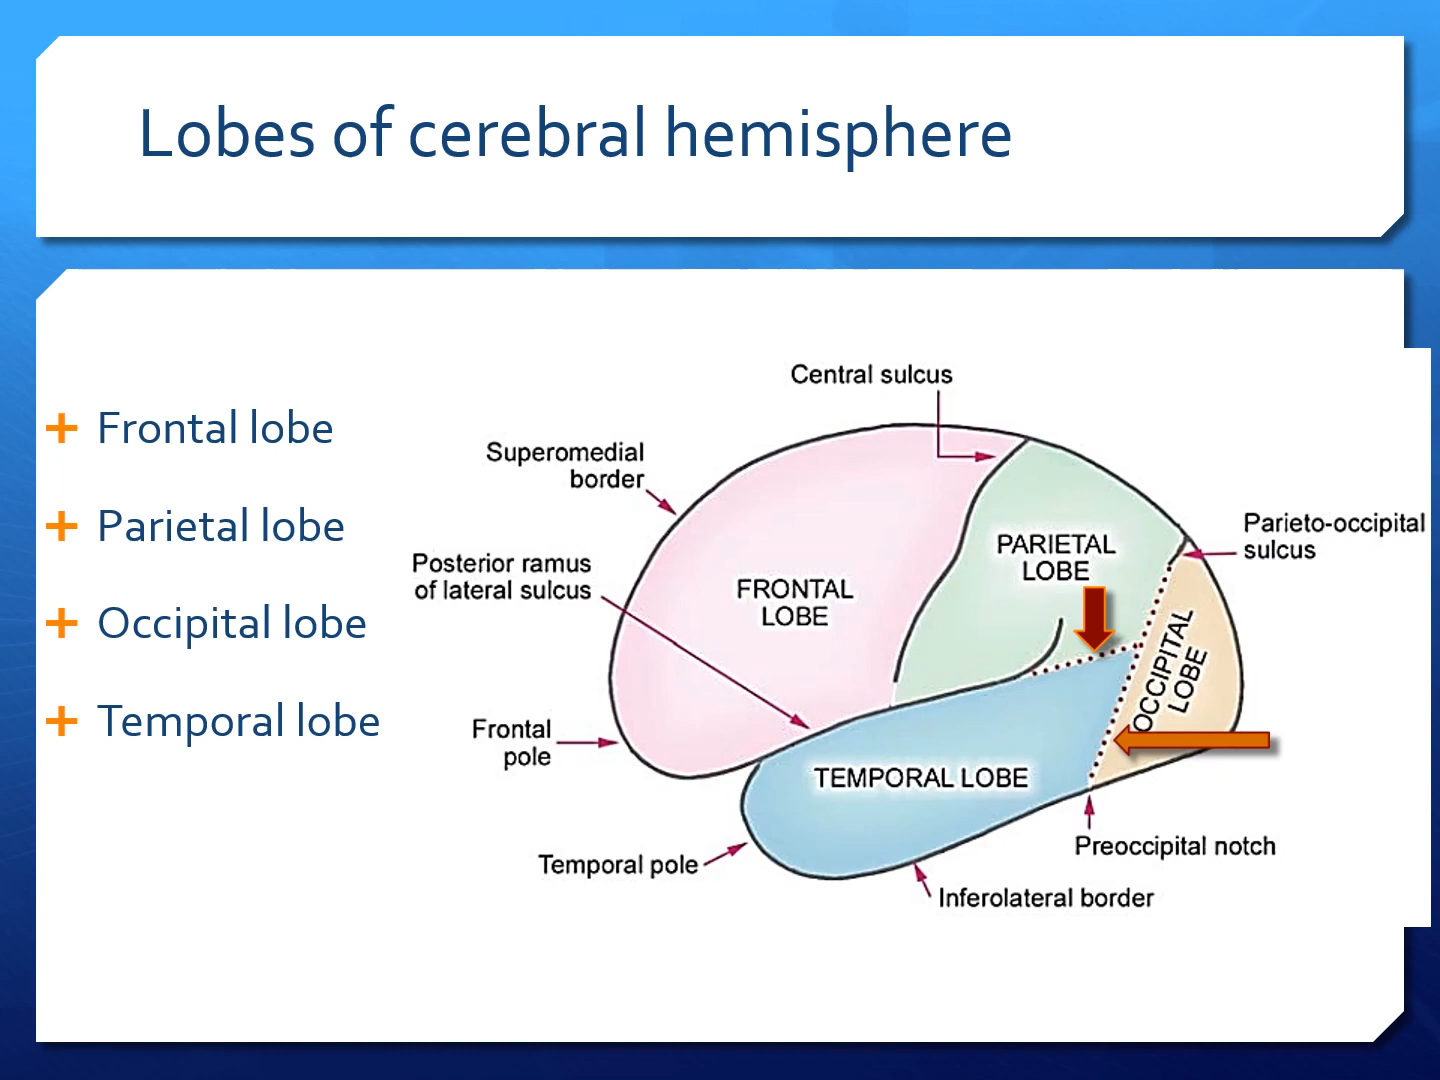 Lobes of cerebral hemisphere
Frontal lobe
Parietal lobe
Occipital lobe
Temporal lobe
Central sulcus
Superomedial
border
Parieto-occipital
sulcus
Posterior ramus
of lateral sulcus
PARIETAL
LOBE
FRONTAL
LOBE
OCCIPITAL
LOBE
Frontal
pole
TEMPORAL LOBE
Preoccipital notch
Temporal pole
Inferolateral border